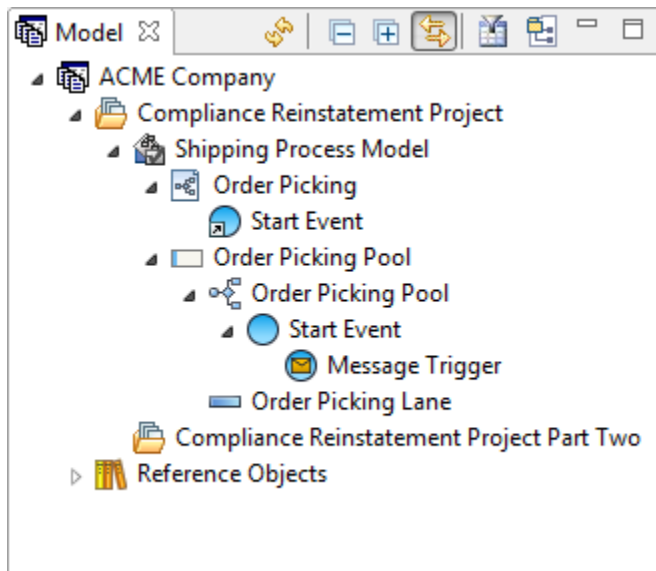 Model
ACME Company
Compliance Reinstatement Project
Shipping Process Model
Order Picking
Start Event
Order Picking Pool
Order Picking Pool
Start Event
Message Trigger
Order Picking Lane
Compliance Reinstatement Project Part Two
Reference Objects